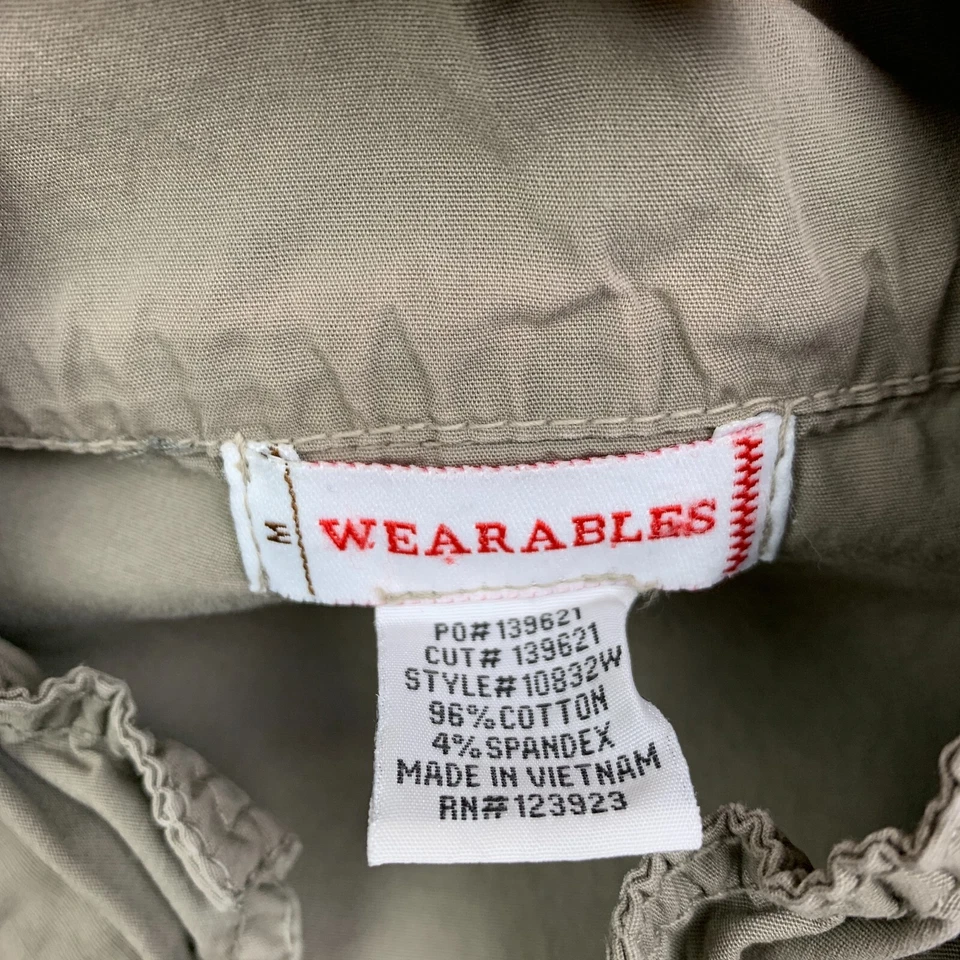 M
WEARABLES
PO# 139621
CUT# 139621
STYLE# 10832W
96% COTTON
4% SPANDEX
MADE IN VIETNAM
RN# 123923